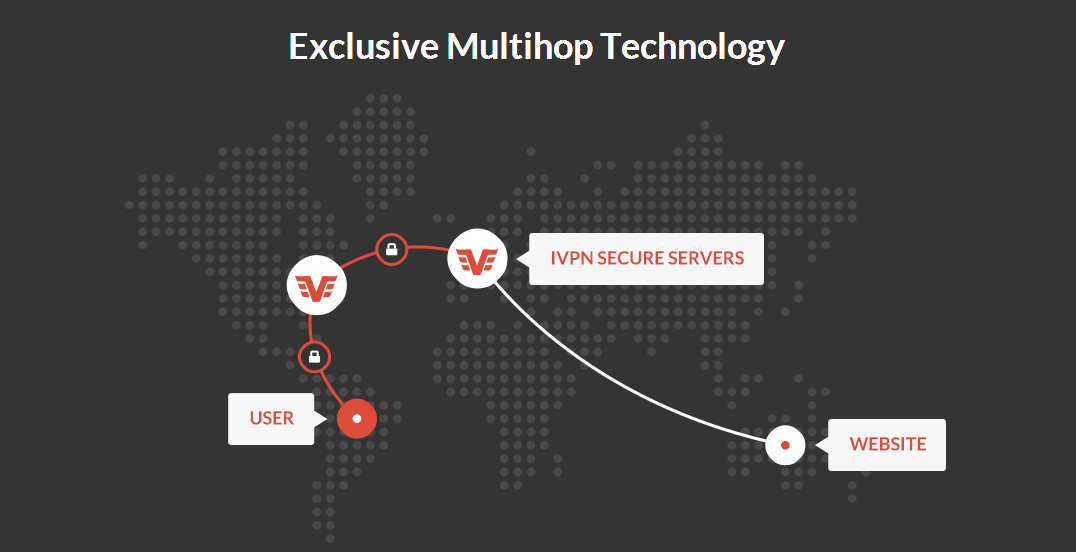 Exclusive Multihop Technology
IVPN SECURE SERVERS
USER
WEBSITE